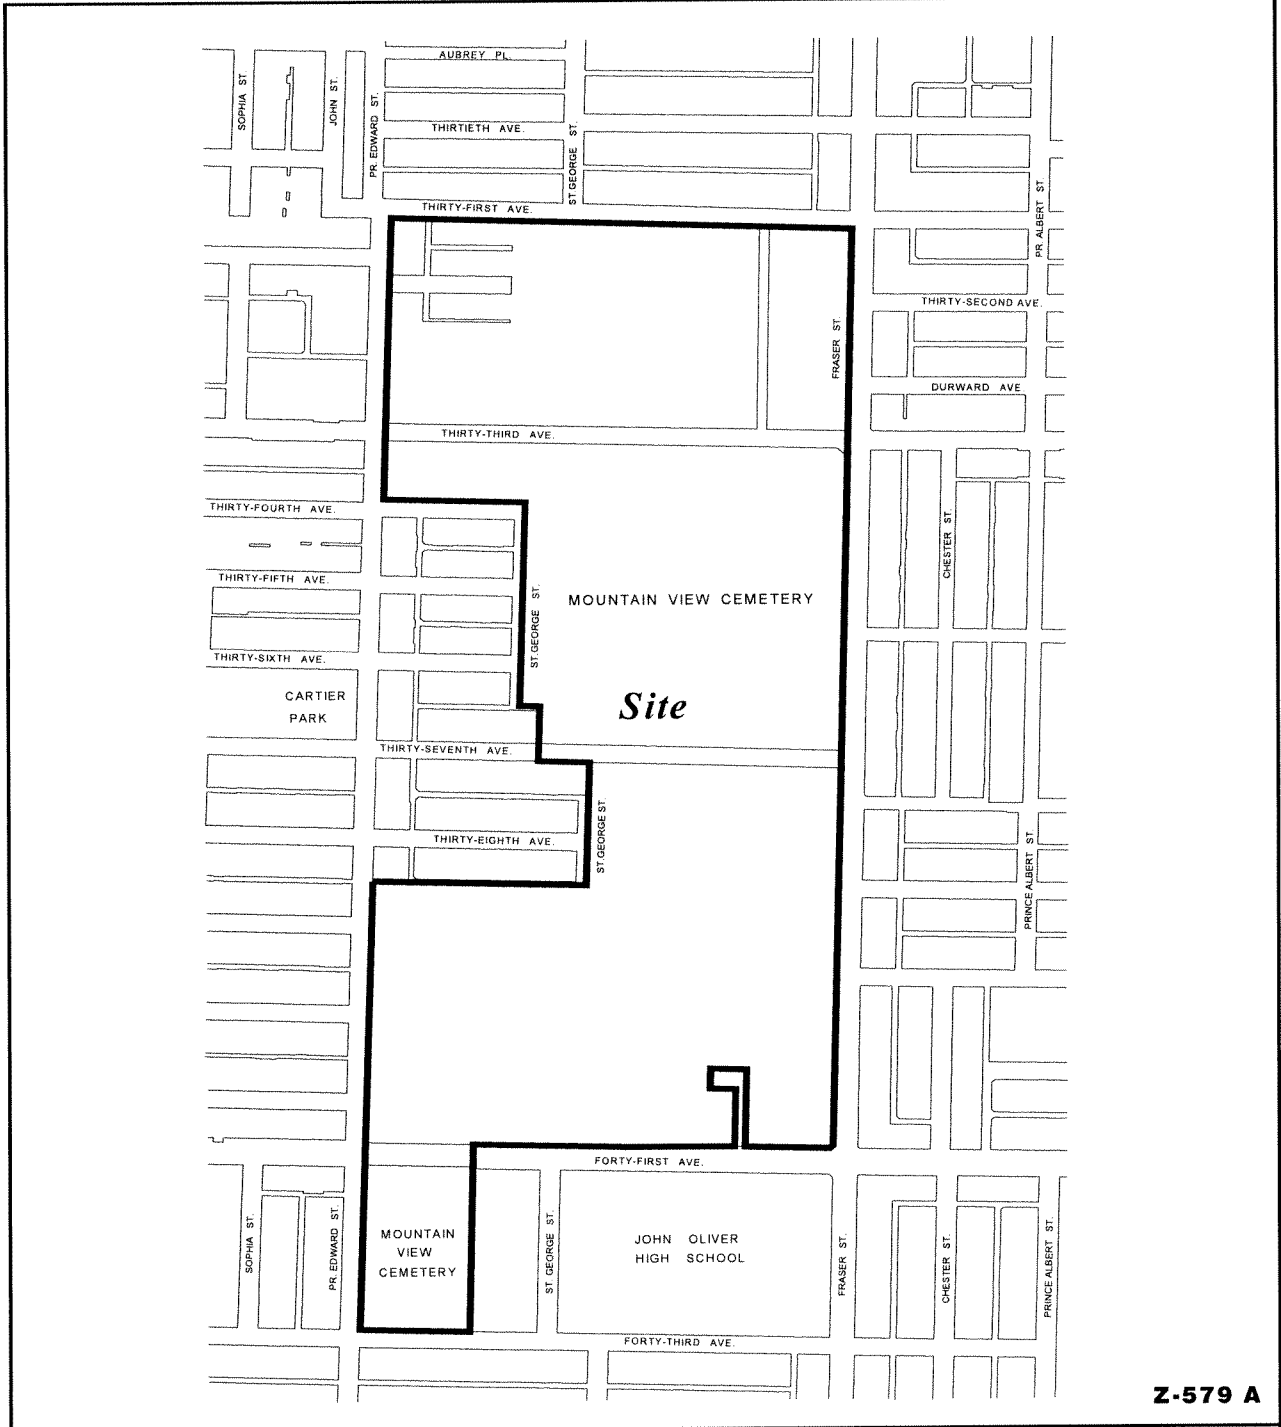 AUBREY PL.
SOPHIA ST.
JOHN ST.
PR. EDWARD ST.
THIRTIETH AVE.
ST. GEORGE ST.
PR. ALBERT ST.
THIRTY-FIRST AVE.
THIRTY-SECOND AVE.
FRASER ST.
DURWARD AVE.
THIRTY-THIRD AVE.
THIRTY-FOURTH AVE.
CHESTER ST.
THIRTY-FIFTH AVE.
MOUNTAIN VIEW CEMETERY
ST. GEORGE ST.
THIRTY-SIXTH AVE.
CARTIER
PARK
Site
THIRTY-SEVENTH AVE.
ST. GEORGE ST.
THIRTY-EIGHTH AVE.
PRINCE ALBERT ST.
FORTY-FIRST AVE.
SOPHIA ST.
PR. EDWARD ST.
MOUNTAIN
VIEW
CEMETERY
ST. GEORGE ST.
JOHN OLIVER
HIGH SCHOOL
FRASER ST.
CHESTER ST.
PRINCE ALBERT ST.
FORTY-THIRD AVE.
Z-579 A